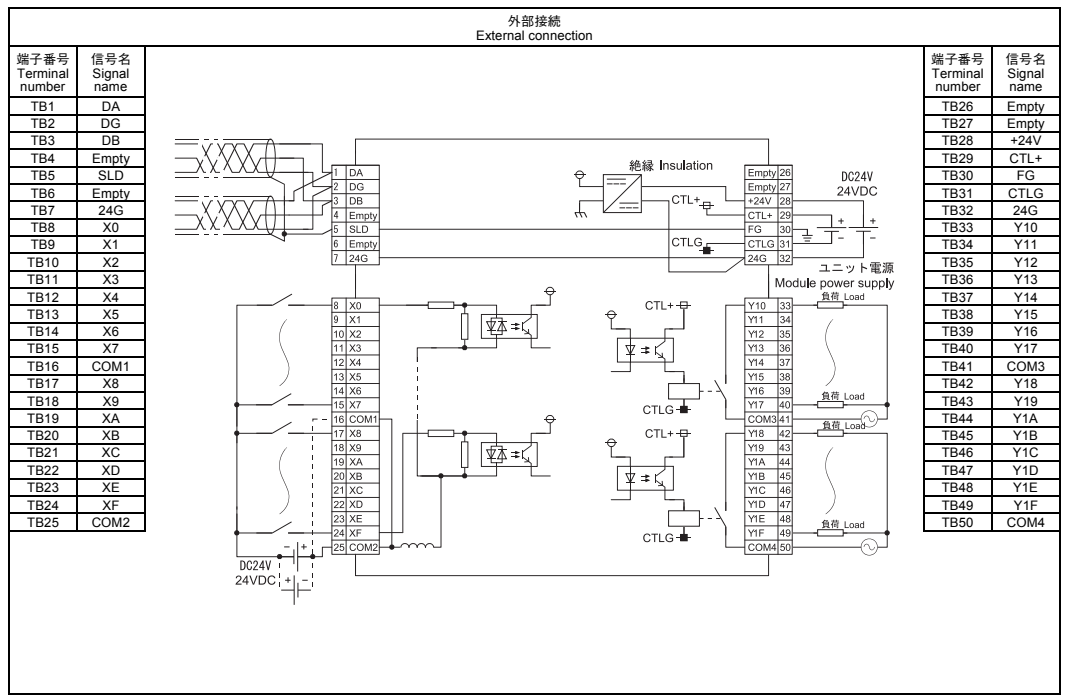 外部接続
External connection
端子番号 Terminal number 信号名 Signal name
TB1 DA
TB2 DG
TB3 DB
TB4 Empty
TB5 SLD
TB6 Empty
TB7 24G
TB8 X0
TB9 X1
TB10 X2
TB11 X3
TB12 X4
TB13 X5
TB14 X6
TB15 X7
TB16 COM1
TB17 X8
TB18 X9
TB19 XA
TB20 XB
TB21 XC
TB22 XD
TB23 XE
TB24 XF
TB25 COM2
1 DA
2 DG
3 DB
4 Empty
5 SLD
6 Empty
7 24G
8 X0
9 X1
10 X2
11 X3
12 X4
13 X5
14 X6
15 X7
16 COM1
17 X8
18 X9
19 XA
20 XB
21 XC
22 XD
23 XE
24 XF
25 COM2
DC24V
24VDC
− +
+ −
絶縁 Insulation
CTL+
CTLG
CTL+
CTLG
CTL+
CTLG
Empty 26
Empty 27
+24V 28
CTL+ 29
FG 30
CTLG 31
24G 32
Y10 33
Y11 34
Y12 35
Y13 36
Y14 37
Y15 38
Y16 39
Y17 40
COM3 41
Y18 42
Y19 43
Y1A 44
Y1B 45
Y1C 46
Y1D 47
Y1E 48
Y1F 49
COM4 50
DC24V
24VDC
+ +
− −
ユニット電源
Module power supply
負荷 Load
負荷 Load
負荷 Load
負荷 Load
端子番号 Terminal number 信号名 Signal name
TB26 Empty
TB27 Empty
TB28 +24V
TB29 CTL+
TB30 FG
TB31 CTLG
TB32 24G
TB33 Y10
TB34 Y11
TB35 Y12
TB36 Y13
TB37 Y14
TB38 Y15
TB39 Y16
TB40 Y17
TB41 COM3
TB42 Y18
TB43 Y19
TB44 Y1A
TB45 Y1B
TB46 Y1C
TB47 Y1D
TB48 Y1E
TB49 Y1F
TB50 COM4